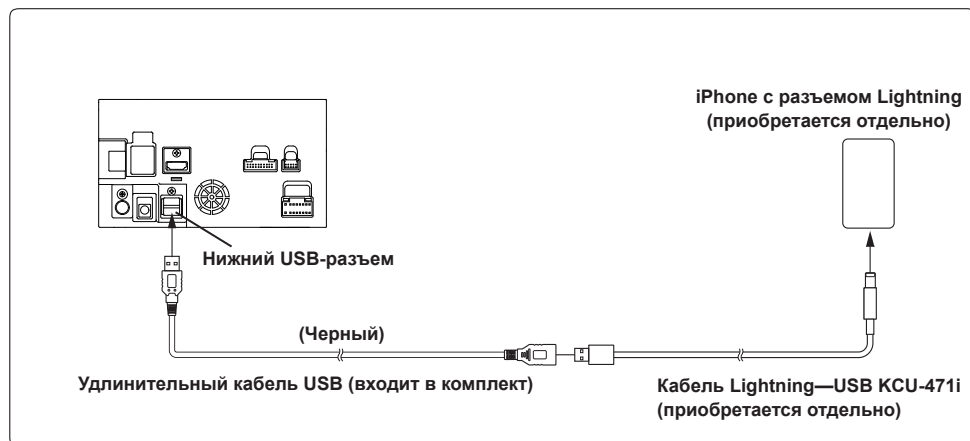 iPhone с разъемом Lightning
(приобретается отдельно)
Нижний USB-разъем
(Черный)
Удлинительный кабель USB (входит в комплект)
Кабель Lightning—USB KCU-471i
(приобретается отдельно)